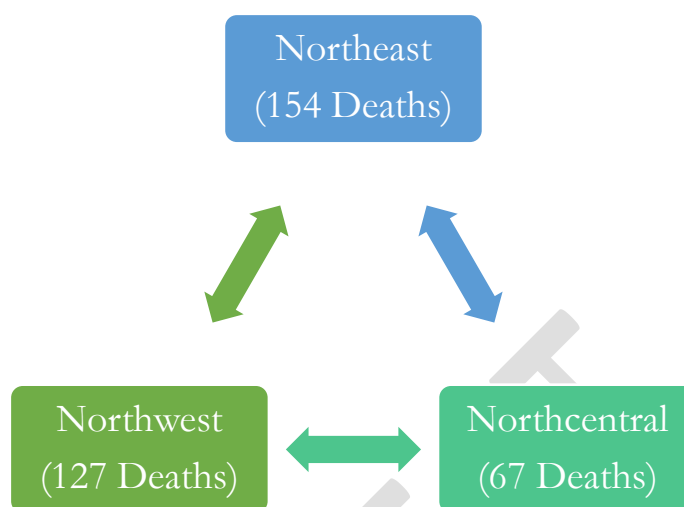 Northeast
(154 Deaths)
Northwest
(127 Deaths)
Northcentral
(67 Deaths)